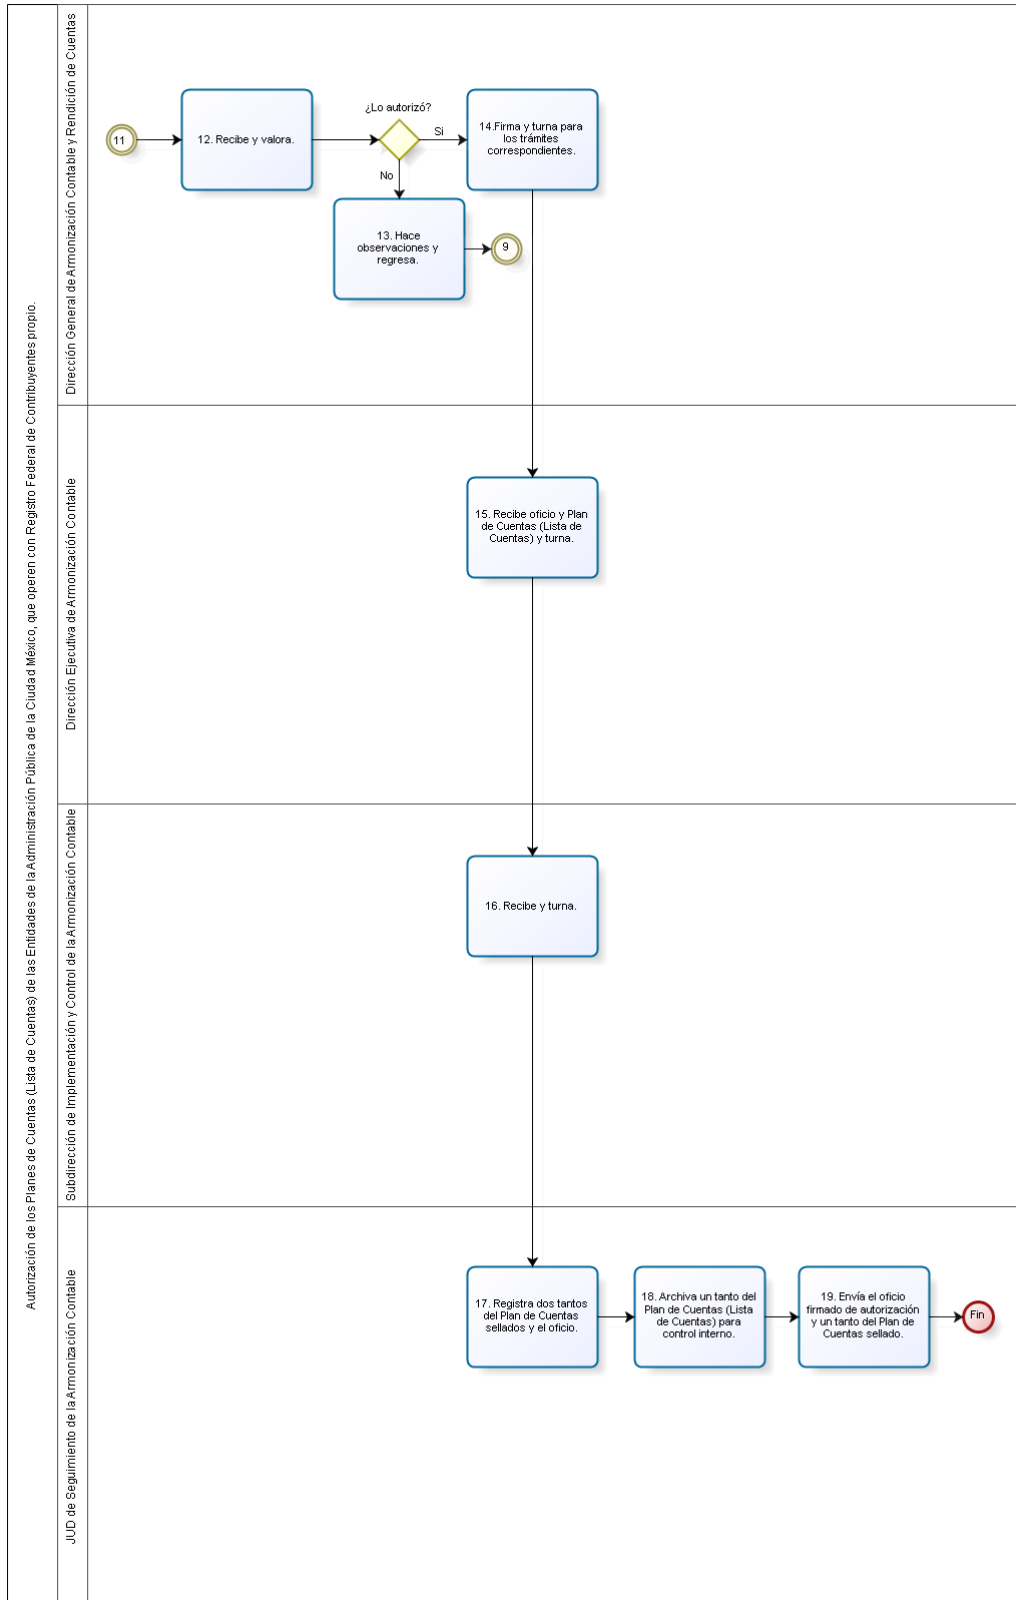 Autorización de los Planes de Cuentas (Lista de Cuentas) de las Entidades de la Administración Pública de la Ciudad México, que operen con Registro Federal de Contribuyentes propio.
Dirección General de Armonización Contable y Rendición de Cuentas
11
12. Recibe y valora.
¿Lo autorizó?
Si
No
14.Firma y turna para
los trámites
correspondientes.
13. Hace
observaciones y
regresa.
9
Dirección Ejecutiva de Armonización Contable
15. Recibe oficio y Plan
de Cuentas (Lista de
Cuentas) y turna.
Subdirección de Implementación y Control de la Armonización Contable
16. Recibe y turna.
JUD de Seguimiento de la Armonización Contable
17. Registra dos tantos
del Plan de Cuentas
sellados y el oficio.
18. Archiva un tanto del
Plan de Cuentas (Lista
de Cuentas) para
control interno.
19. Envía el oficio
firmado de autorización
y un tanto del Plan de
Cuentas sellado.
Fin